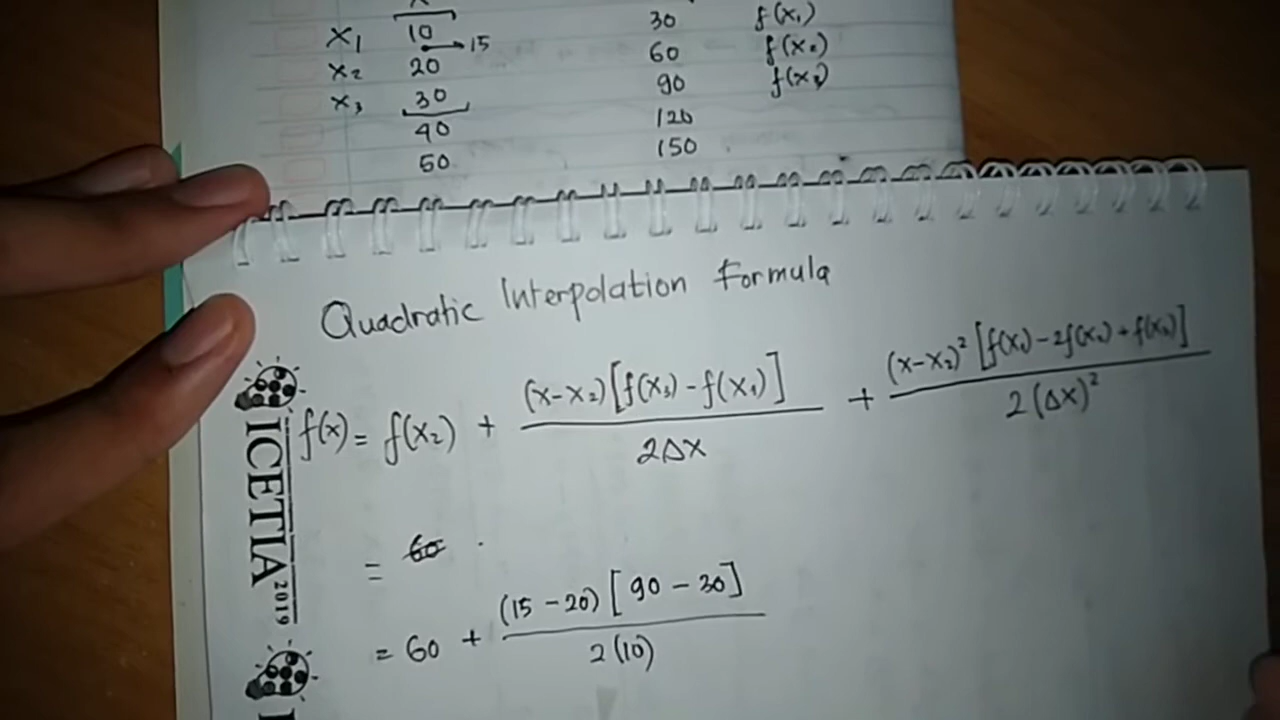 x₁ 10 30 f(x₁)
→15
x₂ 20 60 f(x₂)
x₃ 30 90 f(x₃)
40 120
50 150
Quadratic Interpolation Formula
f(x) = f(x₂) + (x-x₂)[f(x₃) - f(x₁)] / 2Δx + (x-x₂)² [f(x₁) - 2f(x₂) + f(x₃)] / 2(Δx)²
=
= 60 + (15 - 20) [90 - 30] / 2(10)
ICETIA 2019